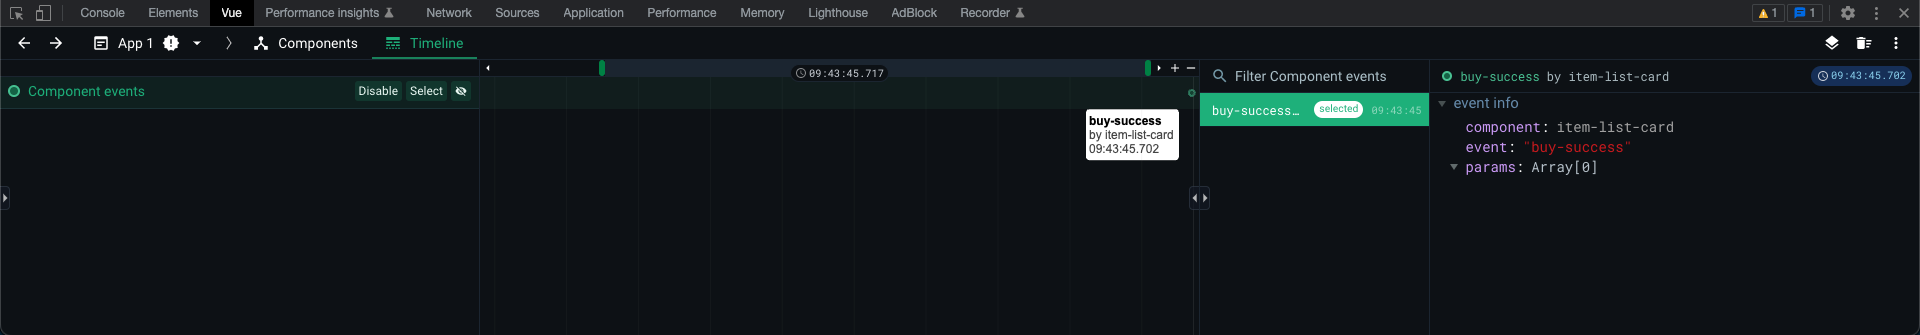 Console Elements Vue Performance insights Network Sources Application Performance Memory Lighthouse AdBlock Recorder 1 1
App 1 Components Timeline
09:43:45.717
Component events Disable Select
buy-success
by item-list-card
09:43:45.702
Filter Component events
buy-success… selected 09:43:45
buy-success by item-list-card 09:43:45.702
event info
component: item-list-card
event: "buy-success"
params: Array[0]